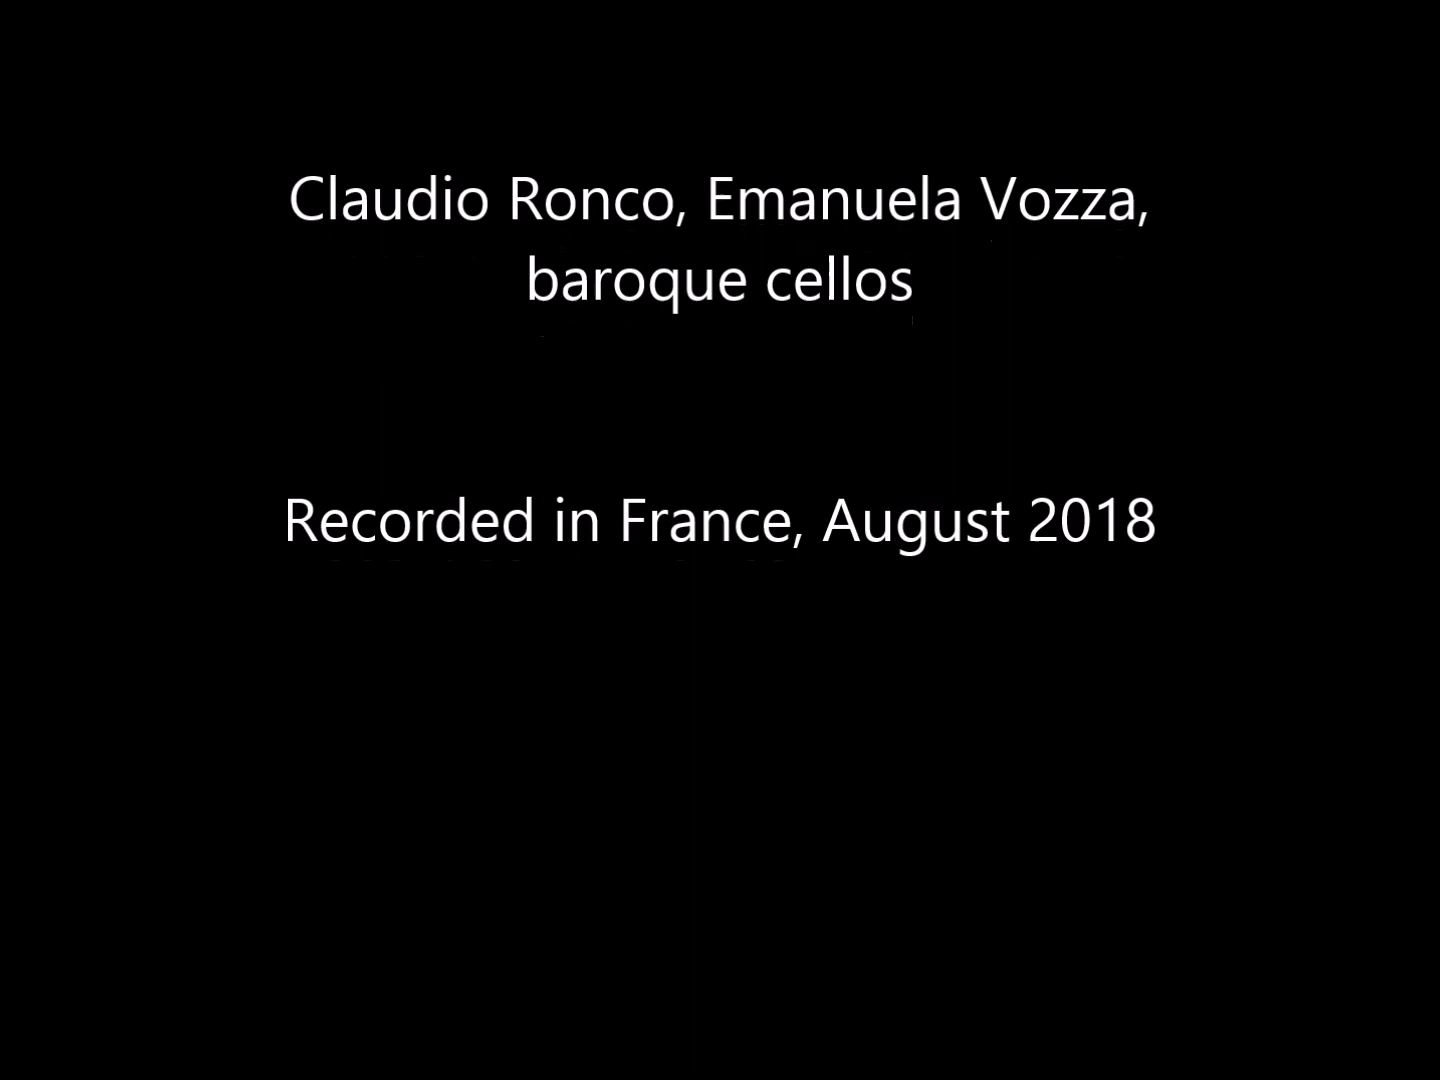 Claudio Ronco, Emanuela Vozza,
baroque cellos
Recorded in France, August 2018